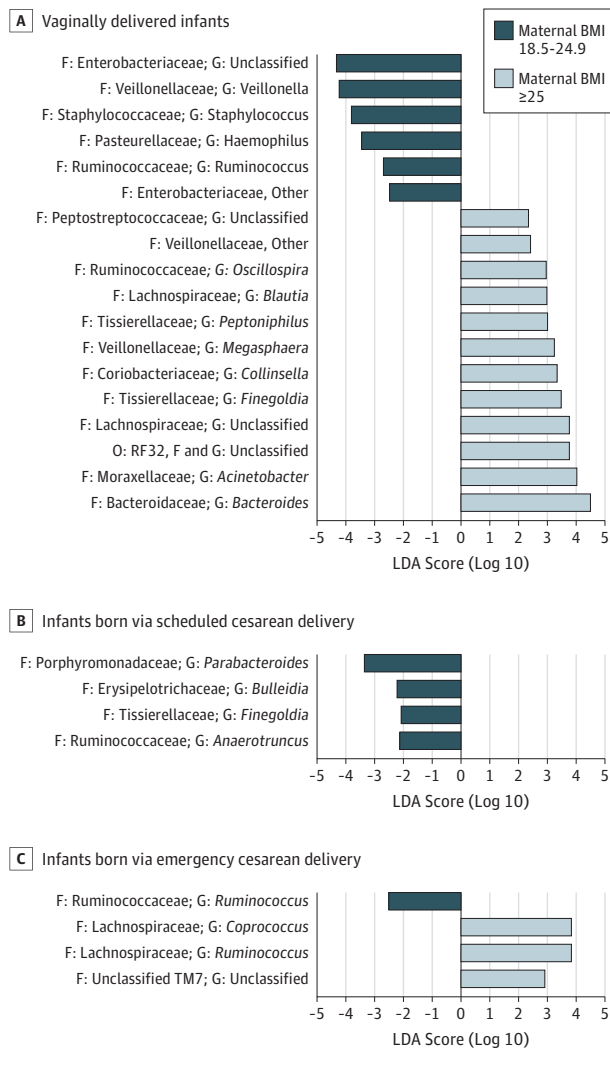 A Vaginally delivered infants
Maternal BMI
18.5-24.9
Maternal BMI
≥25
F: Enterobacteriaceae; G: Unclassified
F: Veillonellaceae; G: Veillonella
F: Staphylococcaceae; G: Staphylococcus
F: Pasteurellaceae; G: Haemophilus
F: Ruminococcaceae; G: Ruminococcus
F: Enterobacteriaceae, Other
F: Peptostreptococcaceae; G: Unclassified
F: Veillonellaceae, Other
F: Ruminococcaceae; G: Oscillospira
F: Lachnospiraceae; G: Blautia
F: Tissierellaceae; G: Peptoniphilus
F: Veillonellaceae; G: Megasphaera
F: Coriobacteriaceae; G: Collinsella
F: Tissierellaceae; G: Finegoldia
F: Lachnospiraceae; G: Unclassified
O: RF32, F and G: Unclassified
F: Moraxellaceae; G: Acinetobacter
F: Bacteroidaceae; G: Bacteroides
-5 -4 -3 -2 -1 0 1 2 3 4 5
LDA Score (Log 10)
B Infants born via scheduled cesarean delivery
F: Porphyromonadaceae; G: Parabacteroides
F: Erysipelotrichaceae; G: Bulleidia
F: Tissierellaceae; G: Finegoldia
F: Ruminococcaceae; G: Anaerotruncus
-5 -4 -3 -2 -1 0 1 2 3 4 5
LDA Score (Log 10)
C Infants born via emergency cesarean delivery
F: Ruminococcaceae; G: Ruminococcus
F: Lachnospiraceae; G: Coprococcus
F: Lachnospiraceae; G: Ruminococcus
F: Unclassified TM7; G: Unclassified
-5 -4 -3 -2 -1 0 1 2 3 4 5
LDA Score (Log 10)